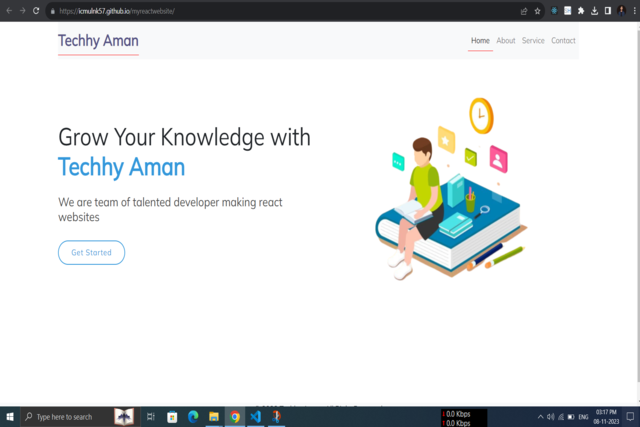 https://icmulnk57.github.io/myreactwebsite/
Techhy Aman
Home About Service Contact
Grow Your Knowledge with
Techhy Aman
We are team of talented developer making react
websites
Get Started
Type here to search
0.0 Kbps
0.0 Kbps
ENG
03:17 PM
08-11-2023